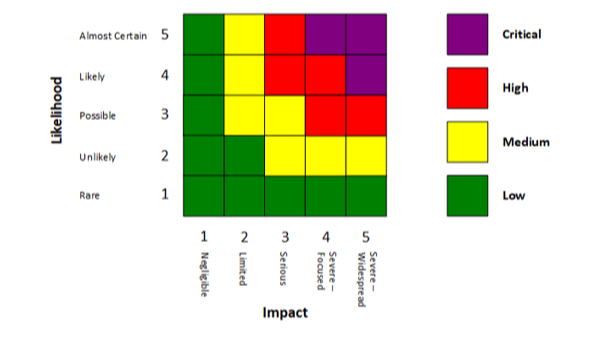 Likelihood
Almost Certain 5
Likely 4
Possible 3
Unlikely 2
Rare 1
1 2 3 4 5
Negligible
Limited
Serious
Severe –
Focused
Severe –
Widespread
Impact
Critical
High
Medium
Low